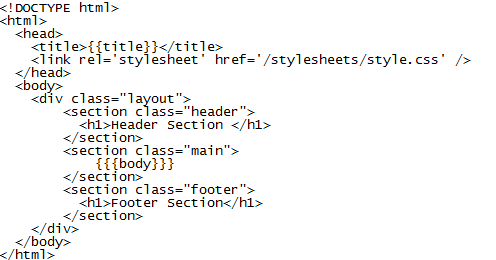 <!DOCTYPE html>
<html>
  <head>
    <title>{{title}}</title>
    <link rel='stylesheet' href='/stylesheets/style.css' />
  </head>
  <body>
    <div class="layout">
        <section class="header">
          <h1>Header Section </h1>
        </section>
        <section class="main">
            {{{body}}}
        </section>
        <section class="footer">
          <h1>Footer Section</h1>
        </section>
    </div>
  </body>
</html>